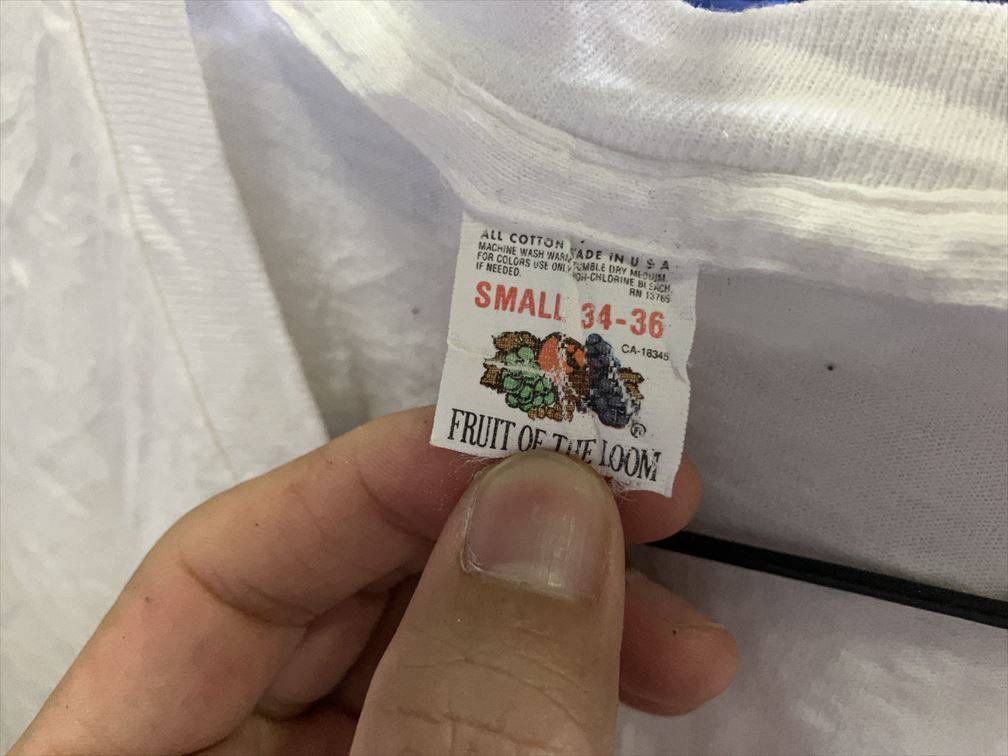 ALL COTTON MADE IN U S A
MACHINE WASH WARM TUMBLE DRY MEDIUM.
FOR COLORS USE ONLY NON-CHLORINE BLEACH
IF NEEDED.
RN 13765
SMALL 34-36
CA-18345
FRUIT OF THE LOOM
®